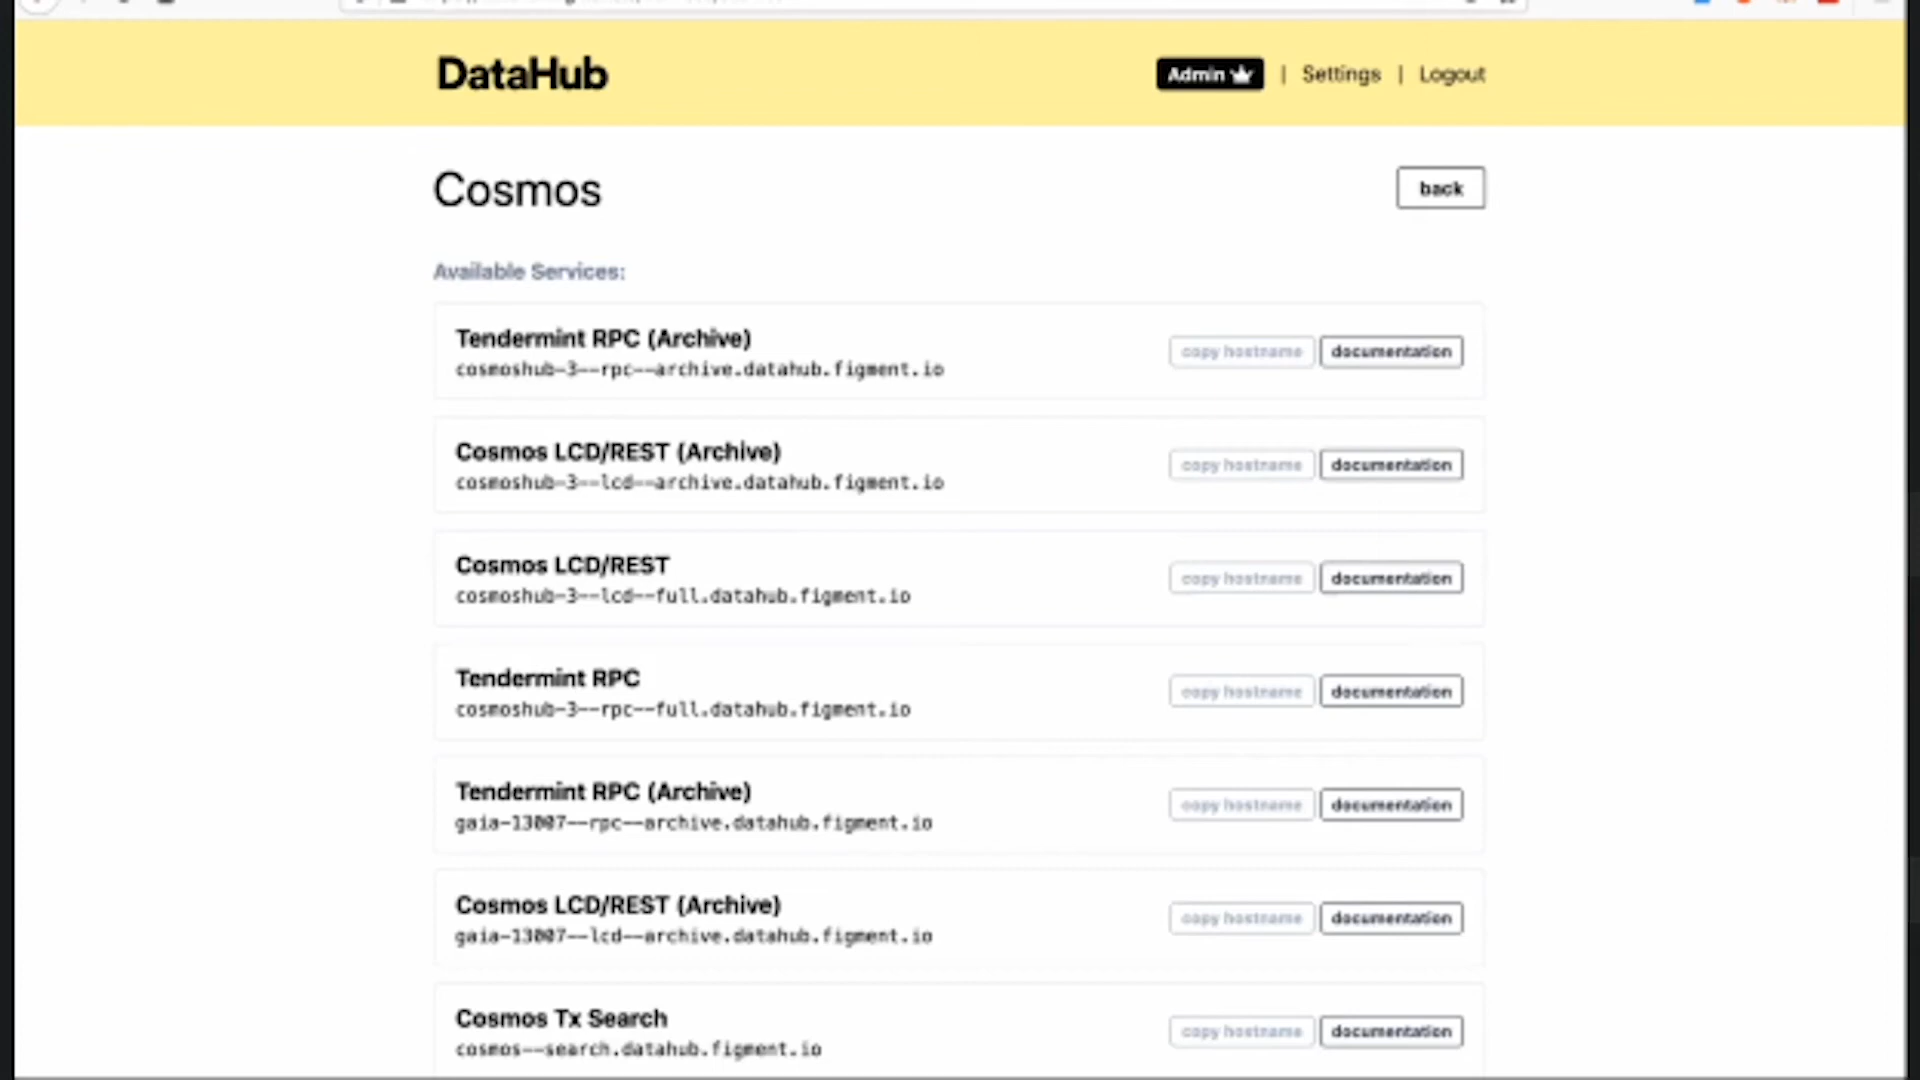 DataHub
Admin | Settings | Logout
Cosmos
back
Available Services:
Tendermint RPC (Archive)
cosmoshub-3--rpc--archive.datahub.figment.io
copy hostname
documentation
Cosmos LCD/REST (Archive)
cosmoshub-3--lcd--archive.datahub.figment.io
copy hostname
documentation
Cosmos LCD/REST
cosmoshub-3--lcd--full.datahub.figment.io
copy hostname
documentation
Tendermint RPC
cosmoshub-3--rpc--full.datahub.figment.io
copy hostname
documentation
Tendermint RPC (Archive)
gaia-13007--rpc--archive.datahub.figment.io
copy hostname
documentation
Cosmos LCD/REST (Archive)
gaia-13007--lcd--archive.datahub.figment.io
copy hostname
documentation
Cosmos Tx Search
cosmos--search.datahub.figment.io
copy hostname
documentation